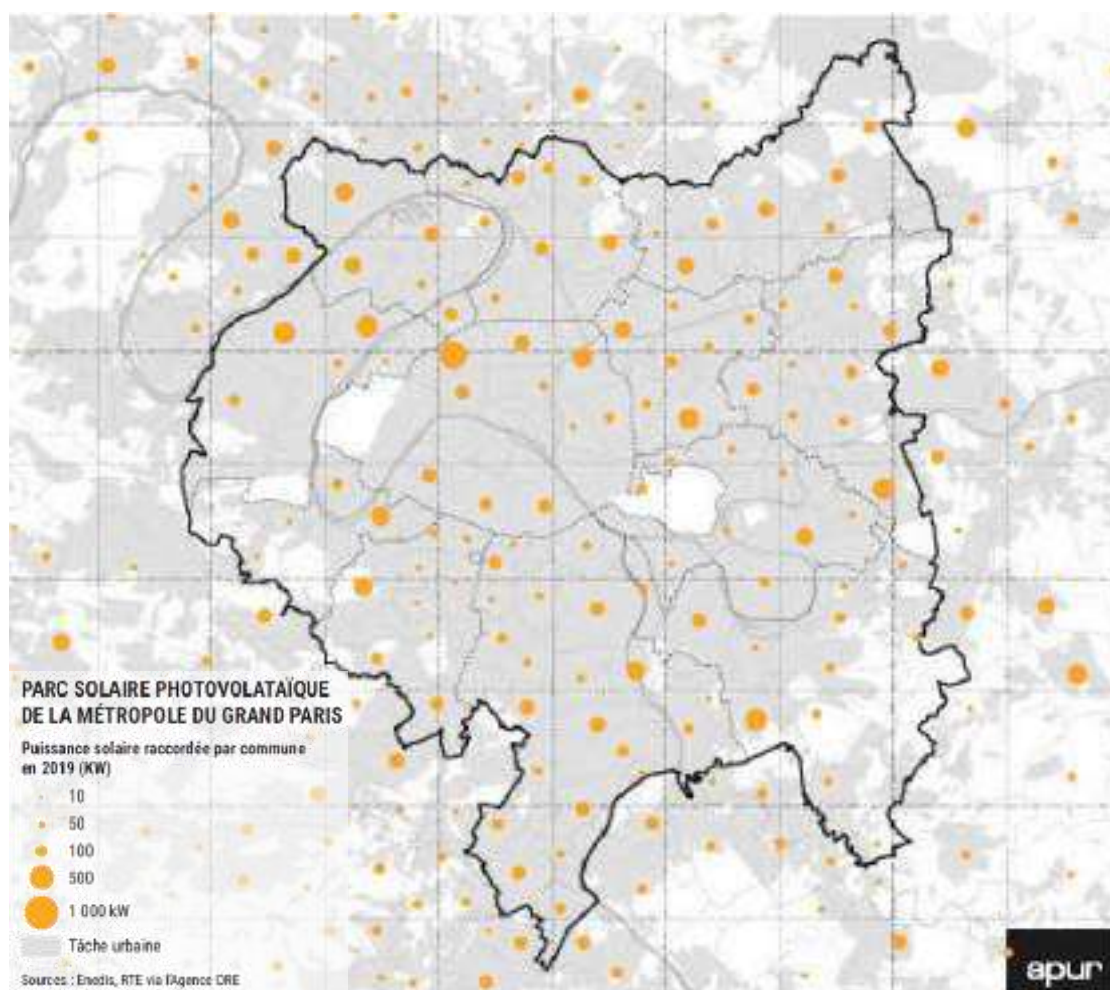 PARC SOLAIRE PHOTOVOLATAÏQUE
DE LA MÉTROPOLE DU GRAND PARIS
Puissance solaire raccordée par commune
en 2019 (KW)
10
50
100
500
1 000 kW
Tâche urbaine
Sources : Enedis, RTE via l'Agence ORE
apur